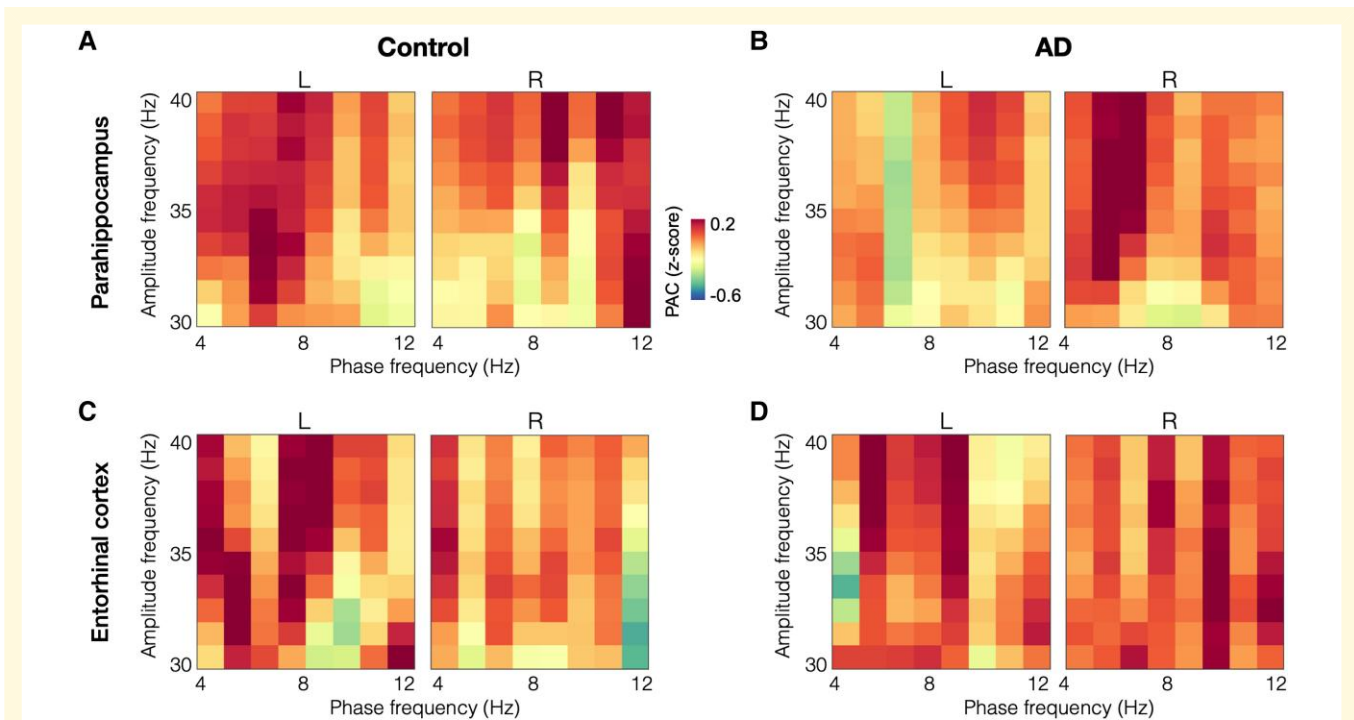 A
Control
B
AD
L
R
L
R
Parahippocampus
Amplitude frequency (Hz)
40
35
30
4
8
12
4
8
12
Phase frequency (Hz)
PAC (z-score)
0.2
-0.6
Amplitude frequency (Hz)
40
35
30
4
8
12
4
8
12
Phase frequency (Hz)
C
D
L
R
L
R
Entorhinal cortex
Amplitude frequency (Hz)
40
35
30
4
8
12
4
8
12
Phase frequency (Hz)
Amplitude frequency (Hz)
40
35
30
4
8
12
4
8
12
Phase frequency (Hz)